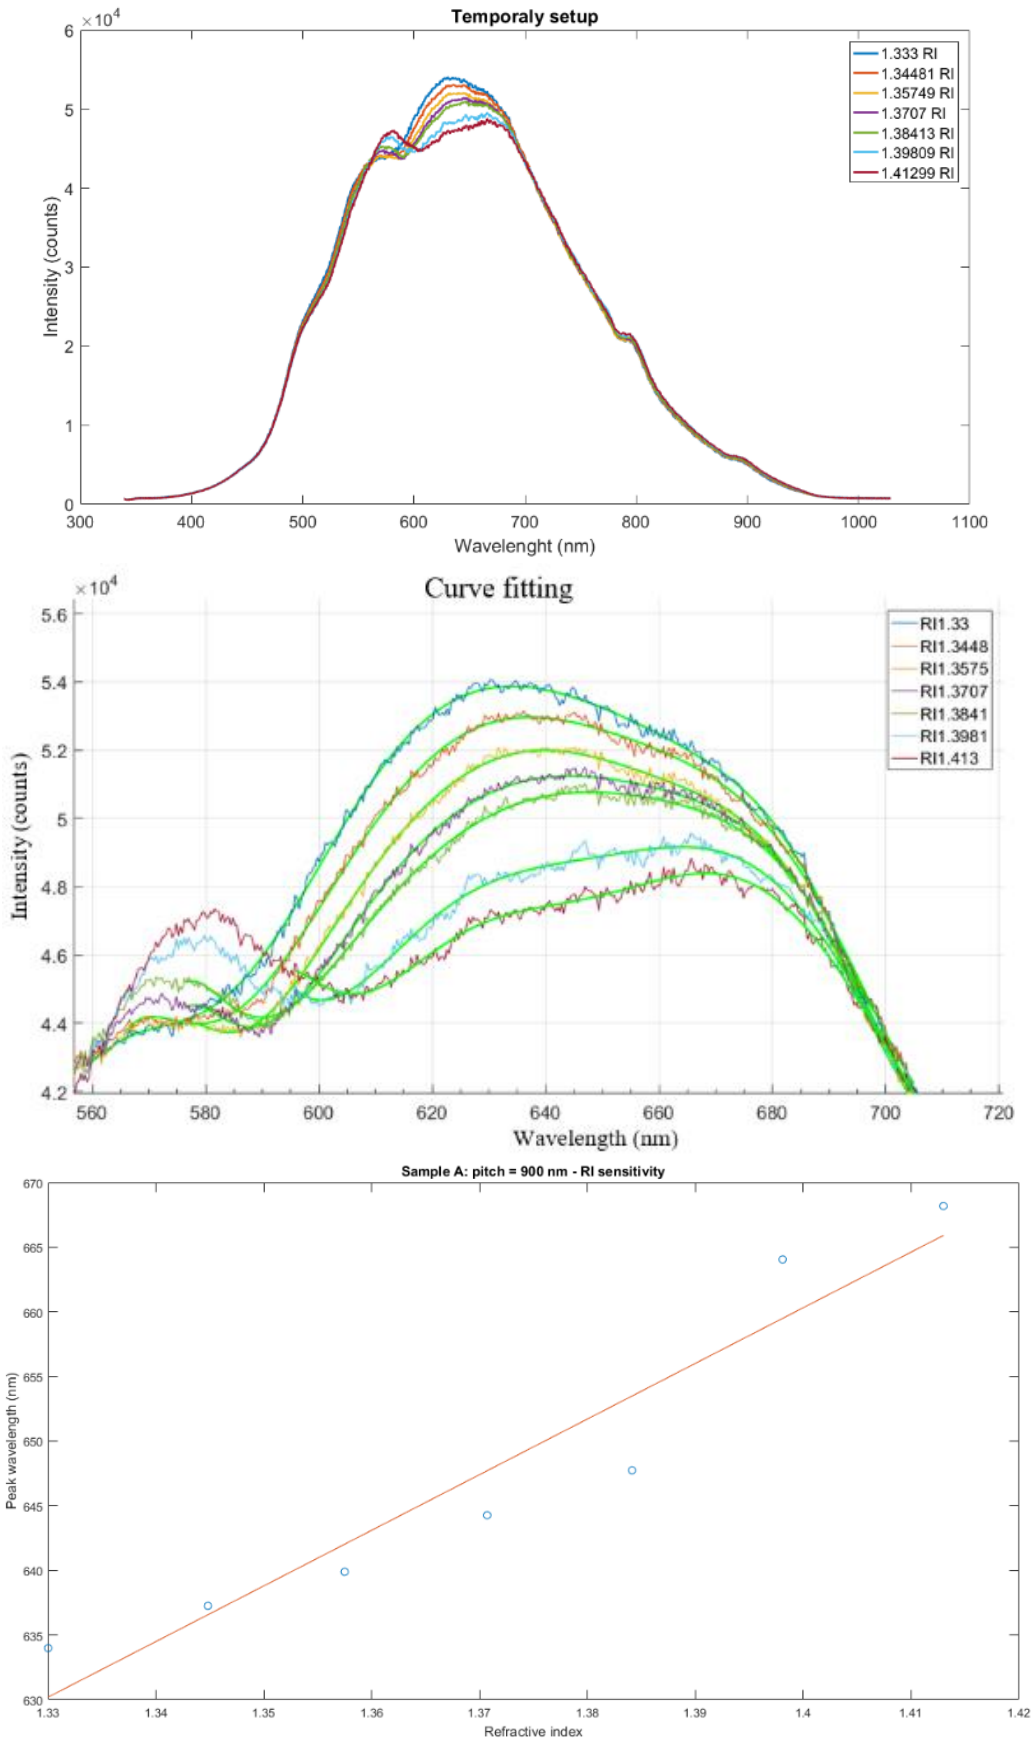 Temporaly setup
×10⁴
6
5
4
3
2
1
0
Intensity (counts)
1.333 RI
1.34481 RI
1.35749 RI
1.3707 RI
1.38413 RI
1.39809 RI
1.41299 RI
300 400 500 600 700 800 900 1000 1100
Wavelenght (nm)
Curve fitting
×10⁴
5.6
5.4
5.2
5
4.8
4.6
4.4
4.2
Intensity (counts)
RI1.33
RI1.3448
RI1.3575
RI1.3707
RI1.3841
RI1.3981
RI1.413
560 580 600 620 640 660 680 700 720
Wavelength (nm)
Sample A: pitch = 900 nm - RI sensitivity
670
665
660
655
650
645
640
635
630
Peak wavelength (nm)
1.33 1.34 1.35 1.36 1.37 1.38 1.39 1.4 1.41 1.42
Refractive index